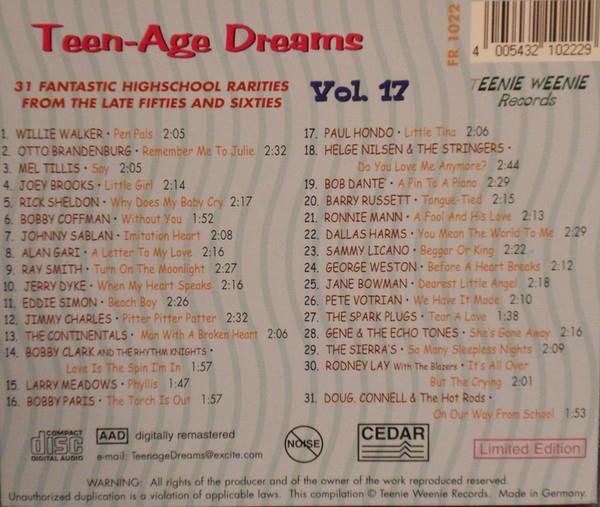 Teen-Age Dreams
31 FANTASTIC HIGHSCHOOL RARITIES
FROM THE LATE FIFTIES AND SIXTIES
Vol. 17
FR 1022
4 005432 102229
TEENIE WEENIE
Records
1. WILLIE WALKER • Pen Pals 2:05
2. OTTO BRANDENBURG • Remember Me To Julie 2:32
3. MEL TILLIS • Say 2:05
4. JOEY BROOKS • Little Girl 2:14
5. RICK SHELDON • Why Does My Baby Cry 2:17
6. BOBBY COFFMAN • Without You 1:52
7. JOHNNY SABLAN • Imitation Heart 2:08
8. ALAN GARI • A Letter To My Love 2:16
9. RAY SMITH • Turn On The Moonlight 2:27
10. JERRY DYKE • When My Heart Speaks 2:16
11. EDDIE SIMON • Beach Boy 2:26
12. JIMMY CHARLES • Pitter Pitter Patter 2:32
13. THE CONTINENTALS • Man With A Broken Heart 2:06
14. BOBBY CLARK AND THE RHYTHM KNIGHTS •
Love Is The Spin I'm In 1:57
15. LARRY MEADOWS • Phyllis 1:47
16. BOBBY PARIS • The Torch Is Out 1:57
17. PAUL HONDO • Little Tina 2:06
18. HELGE NILSEN & THE STRINGERS •
Do You Love Me Anymore? 2:44
19. BOB DANTE' • A Pin To A Piano 2:29
20. BARRY RUSSETT • Tongue-Tied 2:15
21. RONNIE MANN • A Fool And His Love 2:13
22. DALLAS HARMS • You Mean The World To Me 2:29
23. SAMMY LICANO • Beggar Or King 2:22
24. GEORGE WESTON • Before A Heart Breaks 2:12
25. JANE BOWMAN • Dearest Little Angel 2:18
26. PETE VOTRIAN • We Have It Made 2:10
27. THE SPARK PLUGS • Tear A Love 1:38
28. GENE & THE ECHO TONES • She's Gone Away 2:16
29. THE SIERRA'S • So Many Sleepless Nights 2:09
30. RODNEY LAY With The Blazers • It's All Over
But The Crying 2:01
31. DOUG. CONNELL & The Hot Rods •
On Our Way From School 1:53
COMPACT
disc
DIGITAL AUDIO
AAD digitally remastered
e-mail: TeenageDreams@excite.com
NOISE
CEDAR
Limited Edition
WARNING: All rights of the producer and of the owner of the work reproduced reserved.
Unauthorized duplication is a violation of applicable laws. This compilation © Teenie Weenie Records. Made in Germany.